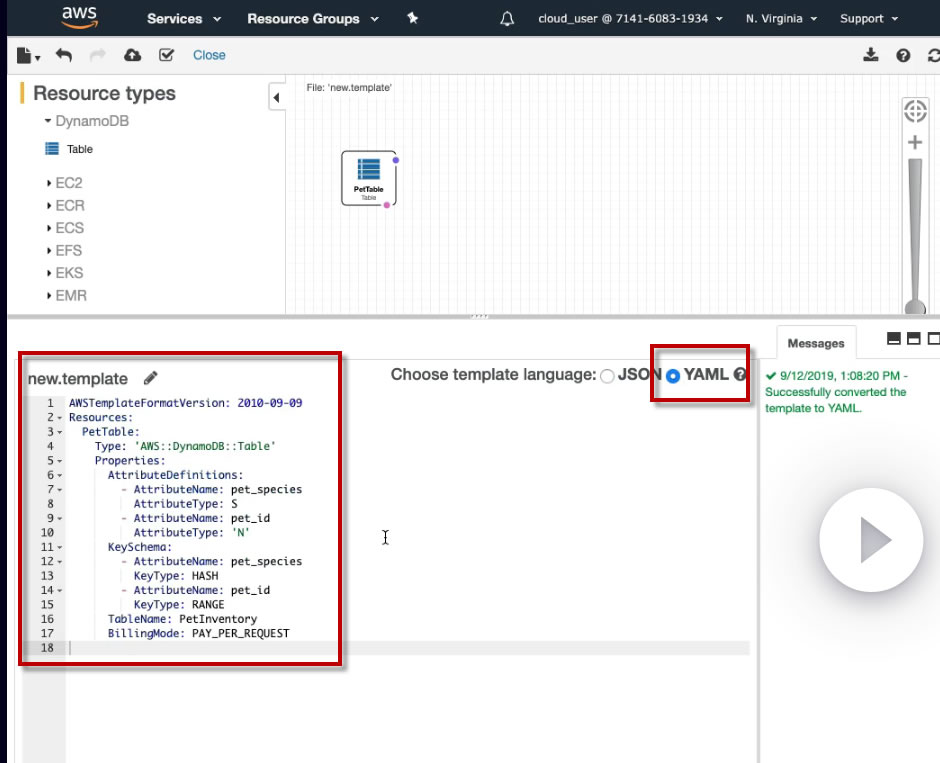 aws Services Resource Groups cloud_user @ 7141-6083-1934 N. Virginia Support
Close
Resource types
DynamoDB
Table
EC2
ECR
ECS
EFS
EKS
EMR
File: 'new.template'
PetTable
Table
new.template
Choose template language: JSON YAML
1 AWSTemplateFormatVersion: 2010-09-09
2 Resources:
3 PetTable:
4 Type: 'AWS::DynamoDB::Table'
5 Properties:
6 AttributeDefinitions:
7 - AttributeName: pet_species
8 AttributeType: S
9 - AttributeName: pet_id
10 AttributeType: 'N'
11 KeySchema:
12 - AttributeName: pet_species
13 KeyType: HASH
14 - AttributeName: pet_id
15 KeyType: RANGE
16 TableName: PetInventory
17 BillingMode: PAY_PER_REQUEST
18
Messages
9/12/2019, 1:08:20 PM -
Successfully converted the
template to YAML.